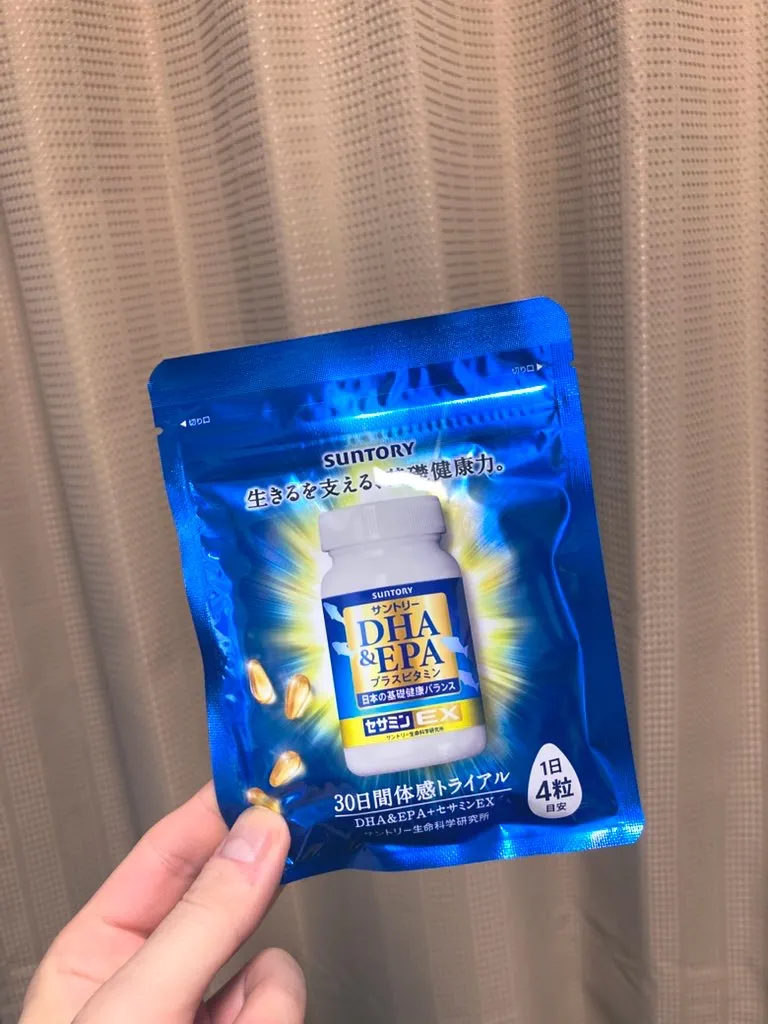 切り口▶
◀切り口
SUNTORY
生きるを支える、基礎健康力。
SUNTORY
サントリー
DHA
&EPA
プラスビタミン
日本の基礎健康バランス
セサミンEX
サントリー生命科学研究所
30日間体感トライアル
DHA&EPA+セサミンEX
サントリー生命科学研究所
1日
4粒
目安